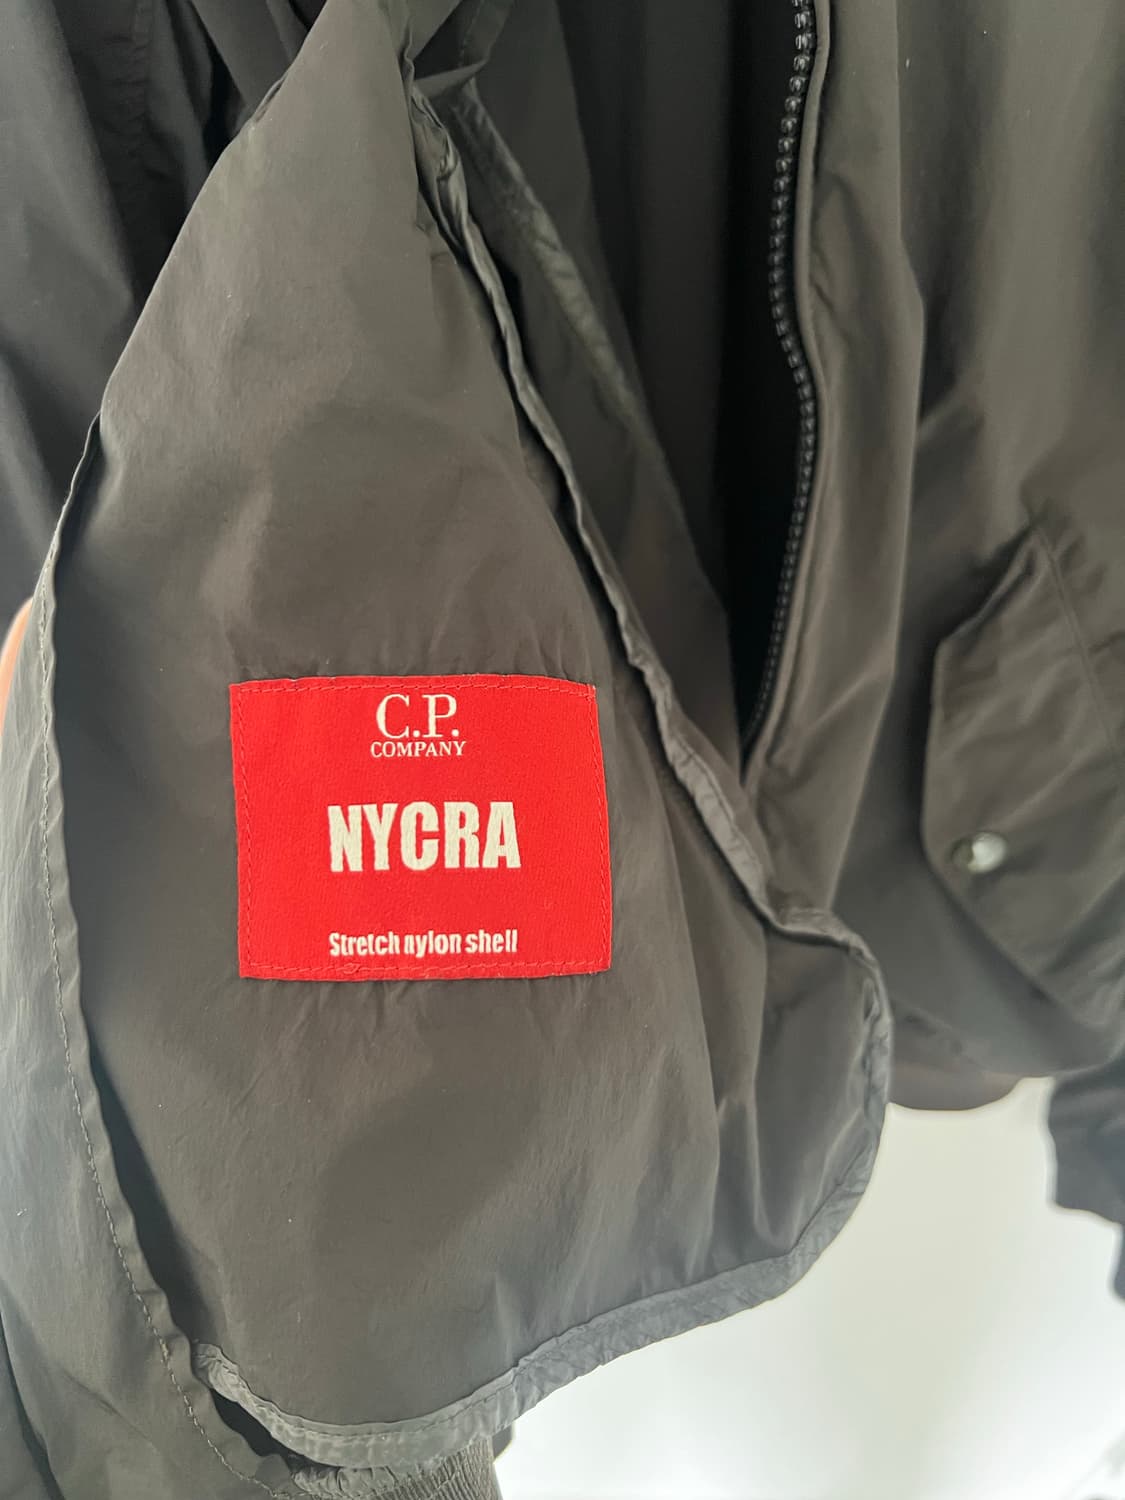 C.P.
COMPANY
NYCRA
Stretch nylon shell